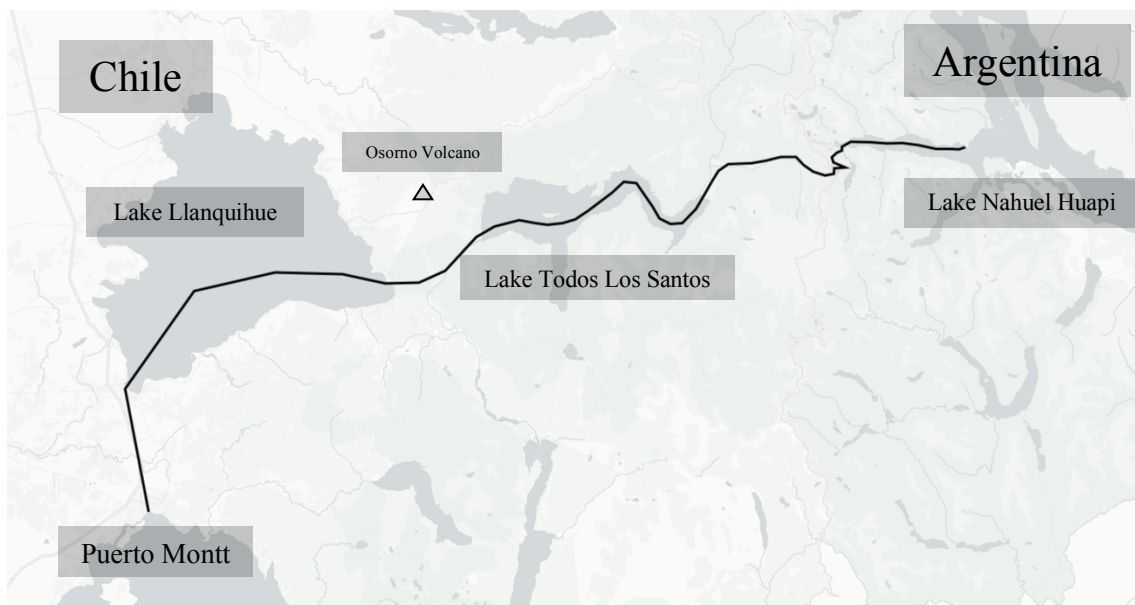 Chile
Argentina
Osorno Volcano
Lake Llanquihue
Lake Nahuel Huapi
Lake Todos Los Santos
Puerto Montt